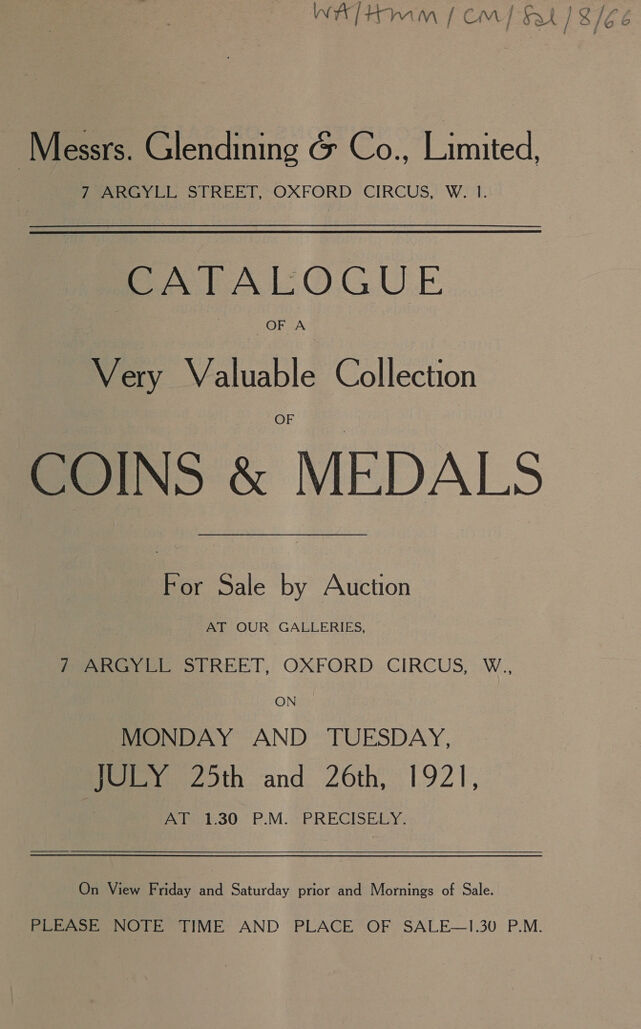 WA/HMM/CM/Sal/8/66
Messrs. Glendining & Co., Limited,
7 ARGYLL STREET, OXFORD CIRCUS, W. 1.
CATALOGUE
OF A
Very Valuable Collection
OF
COINS & MEDALS
For Sale by Auction
AT OUR GALLERIES,
7 ARGYLL STREET, OXFORD CIRCUS, W.,
ON
MONDAY AND TUESDAY,
JULY 25th and 26th, 1921,
AT 1.30 P.M. PRECISELY.
On View Friday and Saturday prior and Mornings of Sale.
PLEASE NOTE TIME AND PLACE OF SALE—1.30 P.M.